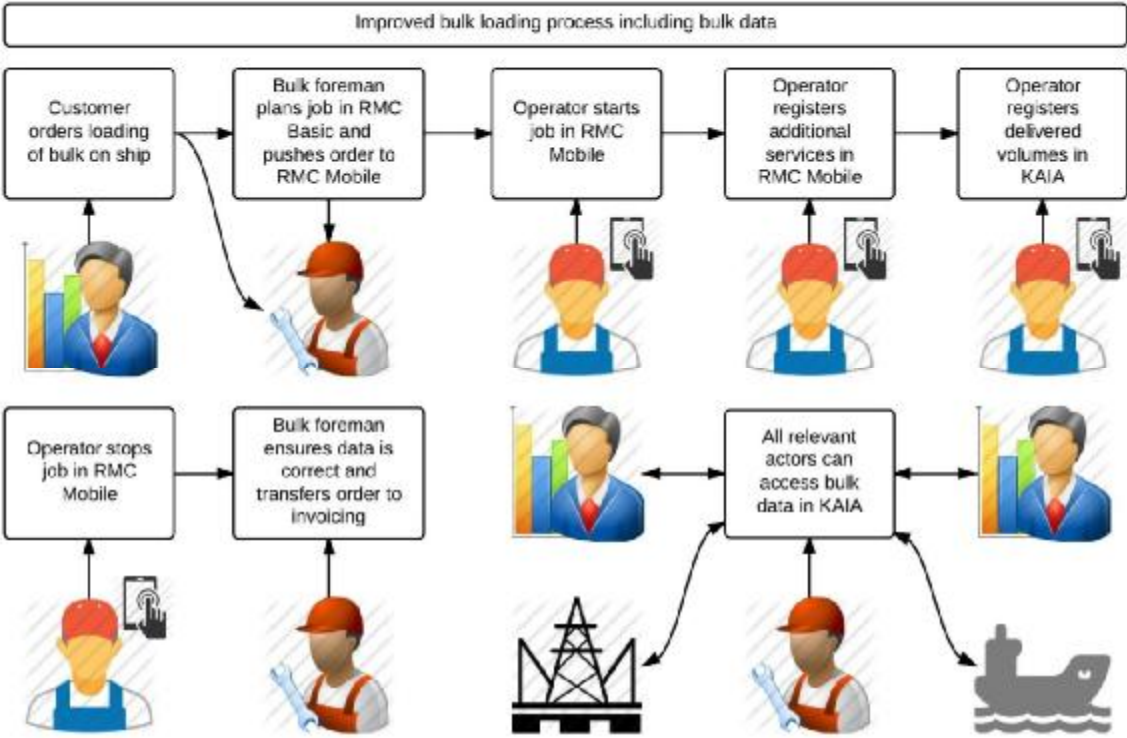 Improved bulk loading process including bulk data
Customer
orders loading
of bulk on ship
Bulk foreman
plans job in RMC
Basic and
pushes order to
RMC Mobile
Operator starts
job in RMC
Mobile
Operator
registers
additional
services in
RMC Mobile
Operator
registers
delivered
volumes in
KAIA
Operator stops
job in RMC
Mobile
Bulk foreman
ensures data is
correct and
transfers order to
invoicing
All relevant
actors can
access bulk
data in KAIA